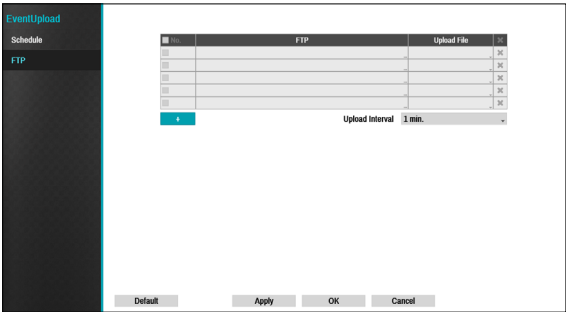 EventUpload
Schedule
FTP
No. FTP Upload File
+ Upload Interval 1 min.
Default Apply OK Cancel